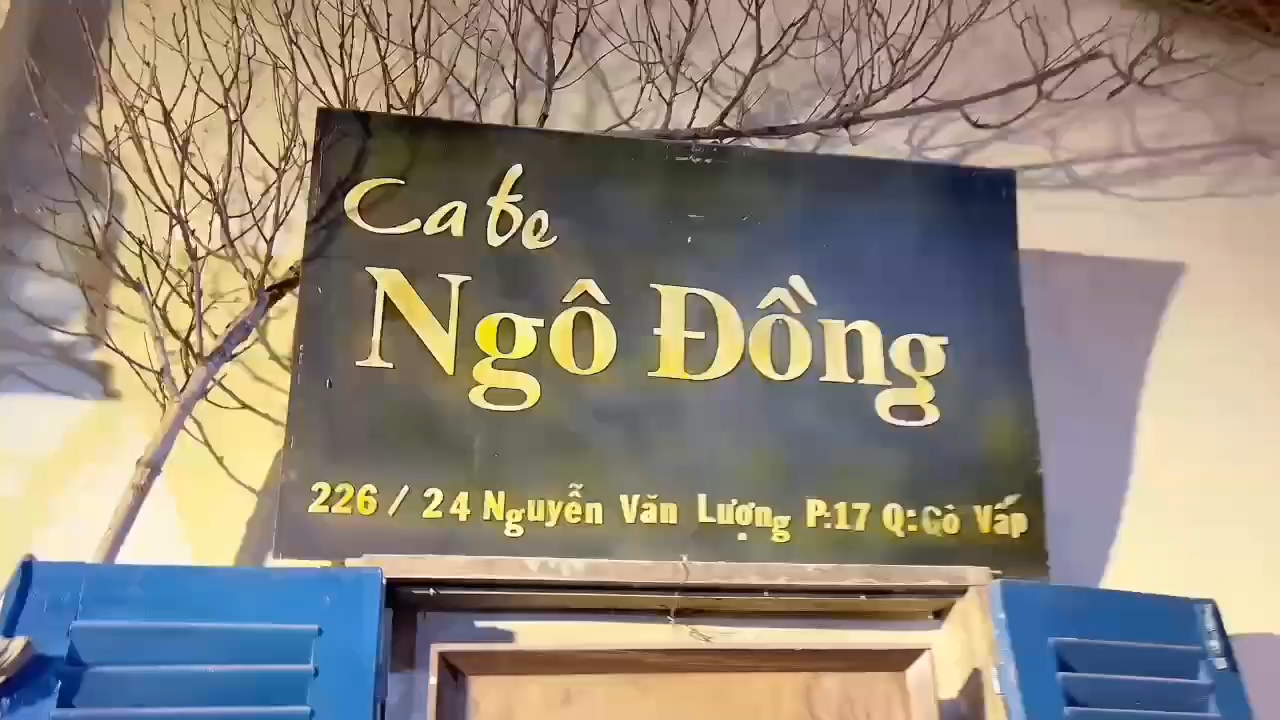 Cafe
Ngô Đồng
226 / 24 Nguyễn Văn Lượng P:17 Q: Gò Vấp